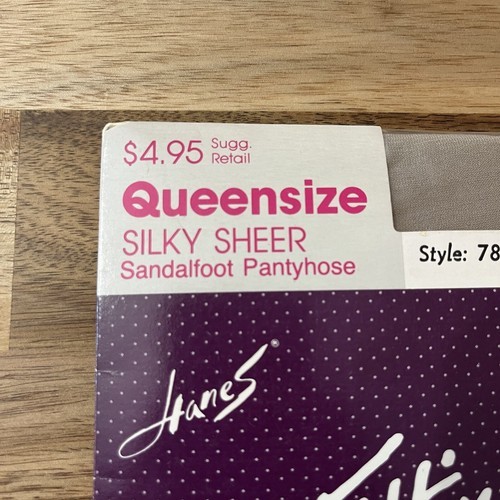 $4.95 Sugg.
Retail
Queensize
SILKY SHEER
Sandalfoot Pantyhose
Style: 78
Hanes®